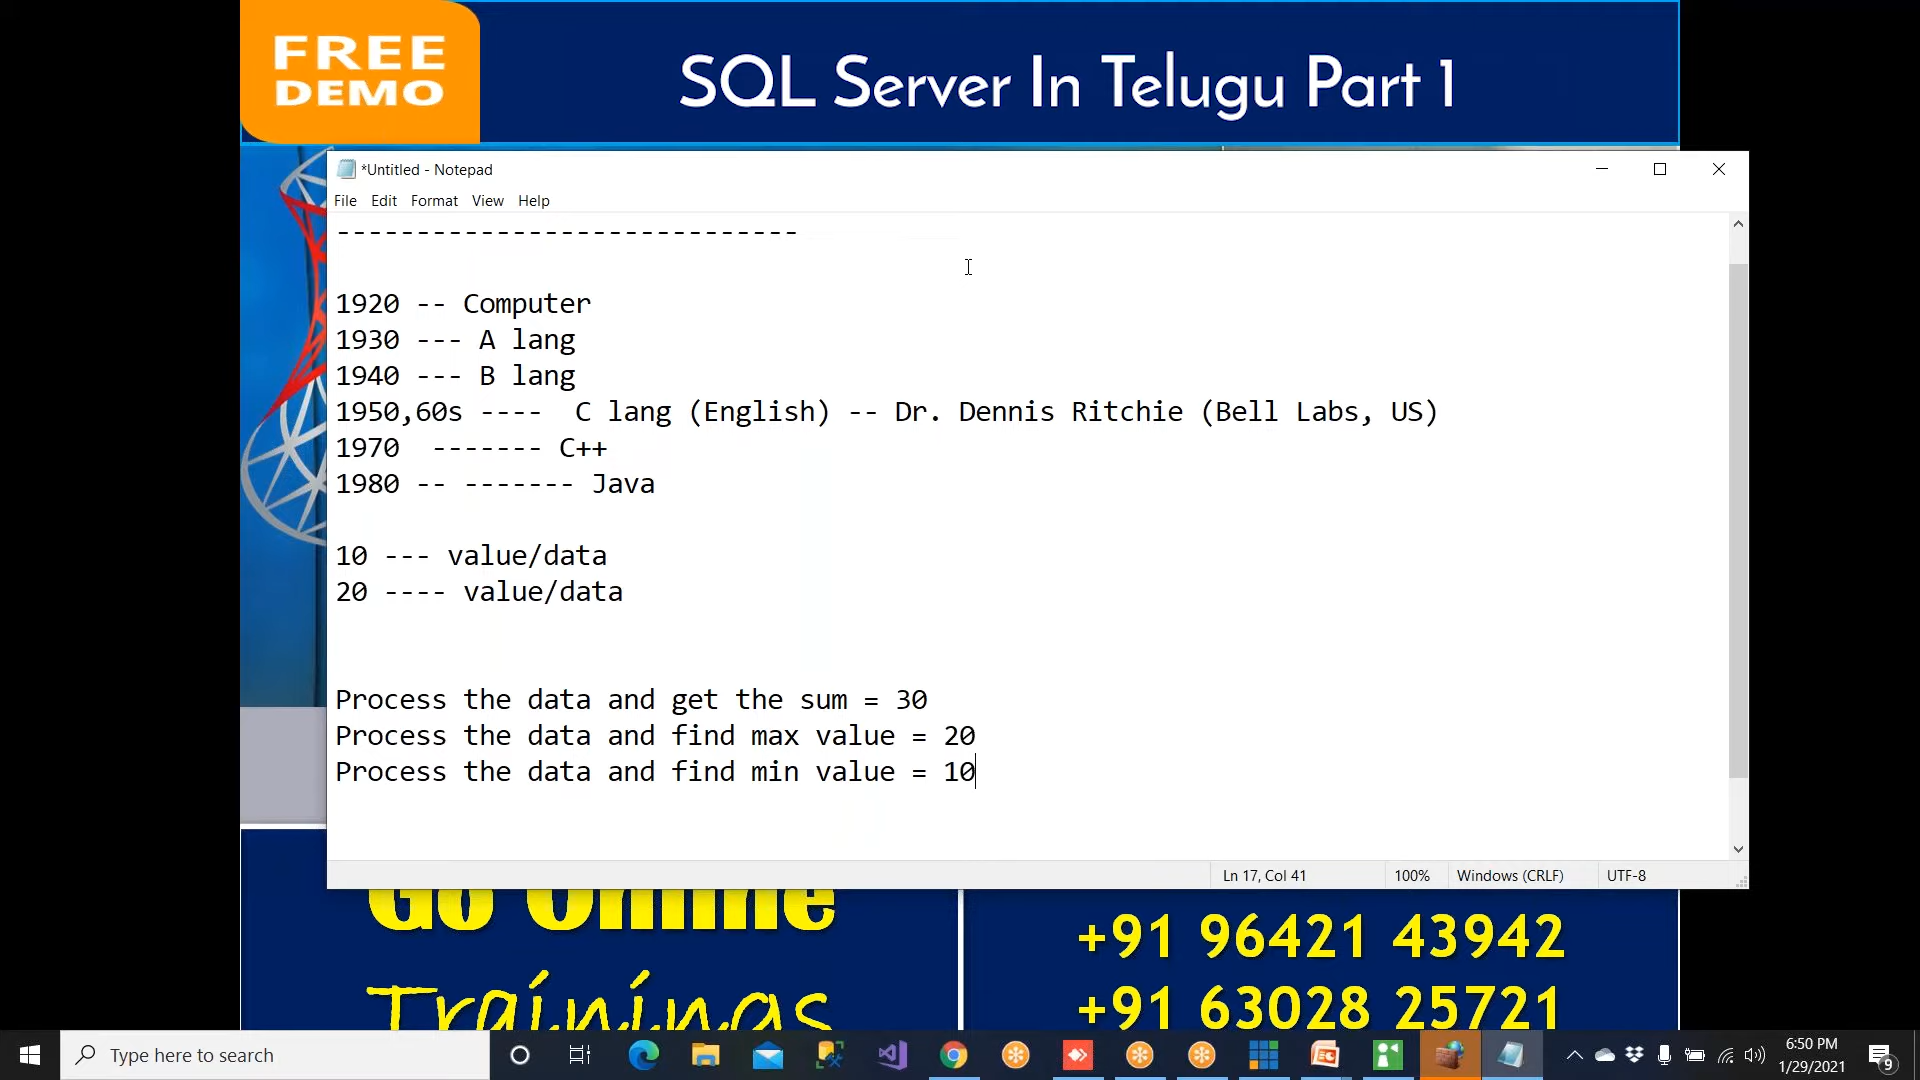 FREE
DEMO
SQL Server In Telugu Part 1
*Untitled - Notepad
File Edit Format View Help
-----------------------------
1920 -- Computer
1930 --- A lang
1940 --- B lang
1950,60s ----  C lang (English) -- Dr. Dennis Ritchie (Bell Labs, US)
1970  ------- C++
1980 -- ------- Java
10 --- value/data
20 ---- value/data
Process the data and get the sum = 30
Process the data and find max value = 20
Process the data and find min value = 10
Ln 17, Col 41 100% Windows (CRLF) UTF-8
Go Online
Trainings
+91 96421 43942
+91 63028 25721
Type here to search
6:50 PM
1/29/2021
9